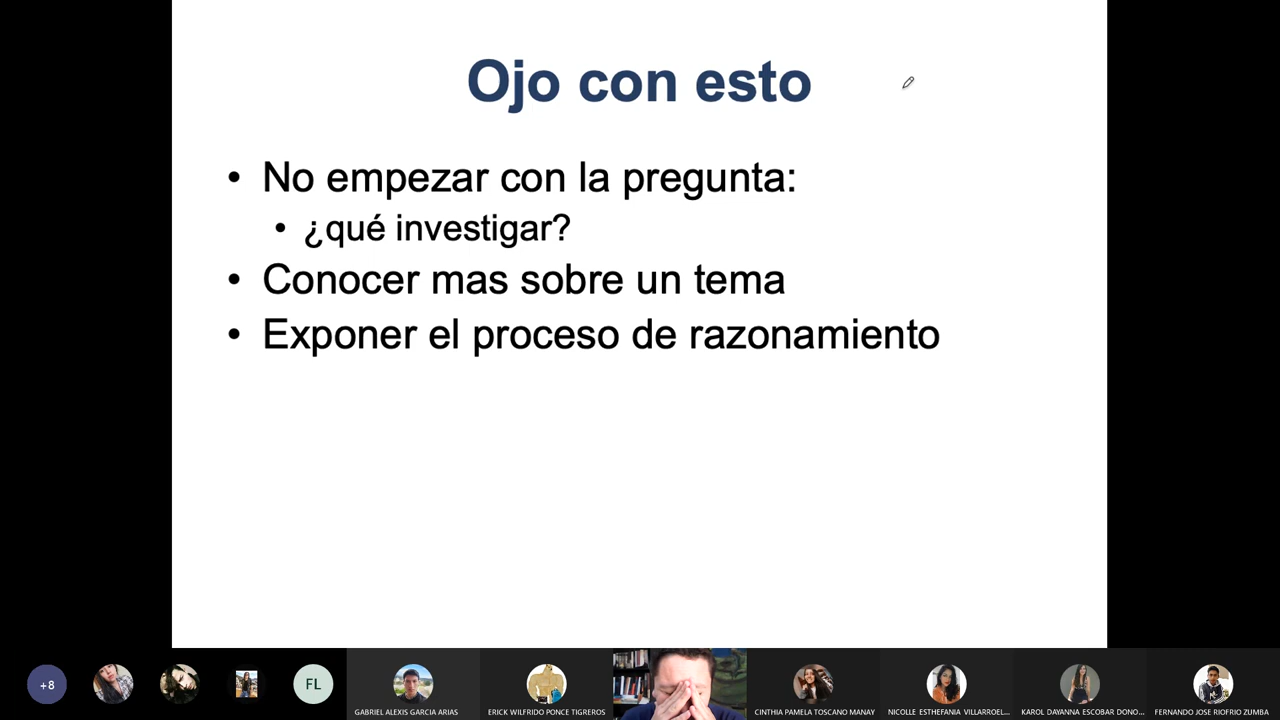 Ojo con esto
• No empezar con la pregunta:
• ¿qué investigar?
• Conocer mas sobre un tema
• Exponer el proceso de razonamiento
+8
FL
GABRIEL ALEXIS GARCIA ARIAS
ERICK WILFRIDO PONCE TIGREROS
CINTHIA PAMELA TOSCANO MANAY
NICOLLE ESTHEFANIA VILLARROEL...
KAROL DAYANNA ESCOBAR DONO...
FERNANDO JOSE RIOFRIO ZUMBA